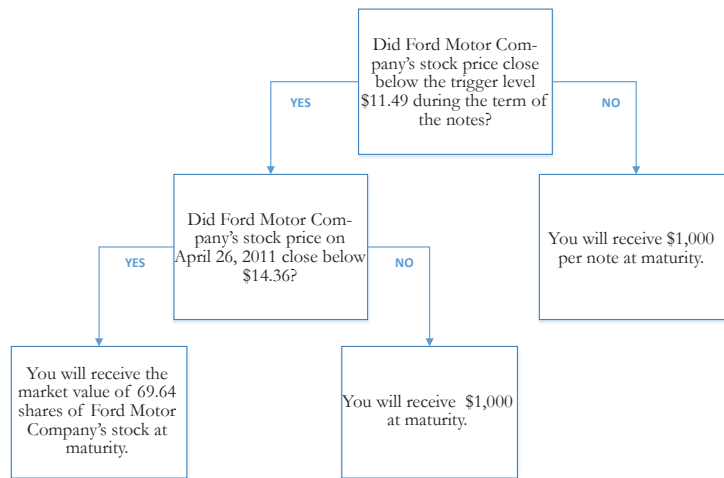 Did Ford Motor Com-
pany's stock price close
below the trigger level
$11.49 during the term of
the notes?
YES
NO
Did Ford Motor Com-
pany's stock price on
April 26, 2011 close below
$14.36?
You will receive $1,000
per note at maturity.
YES
NO
You will receive the
market value of 69.64
shares of Ford Motor
Company's stock at
maturity.
You will receive $1,000
at maturity.